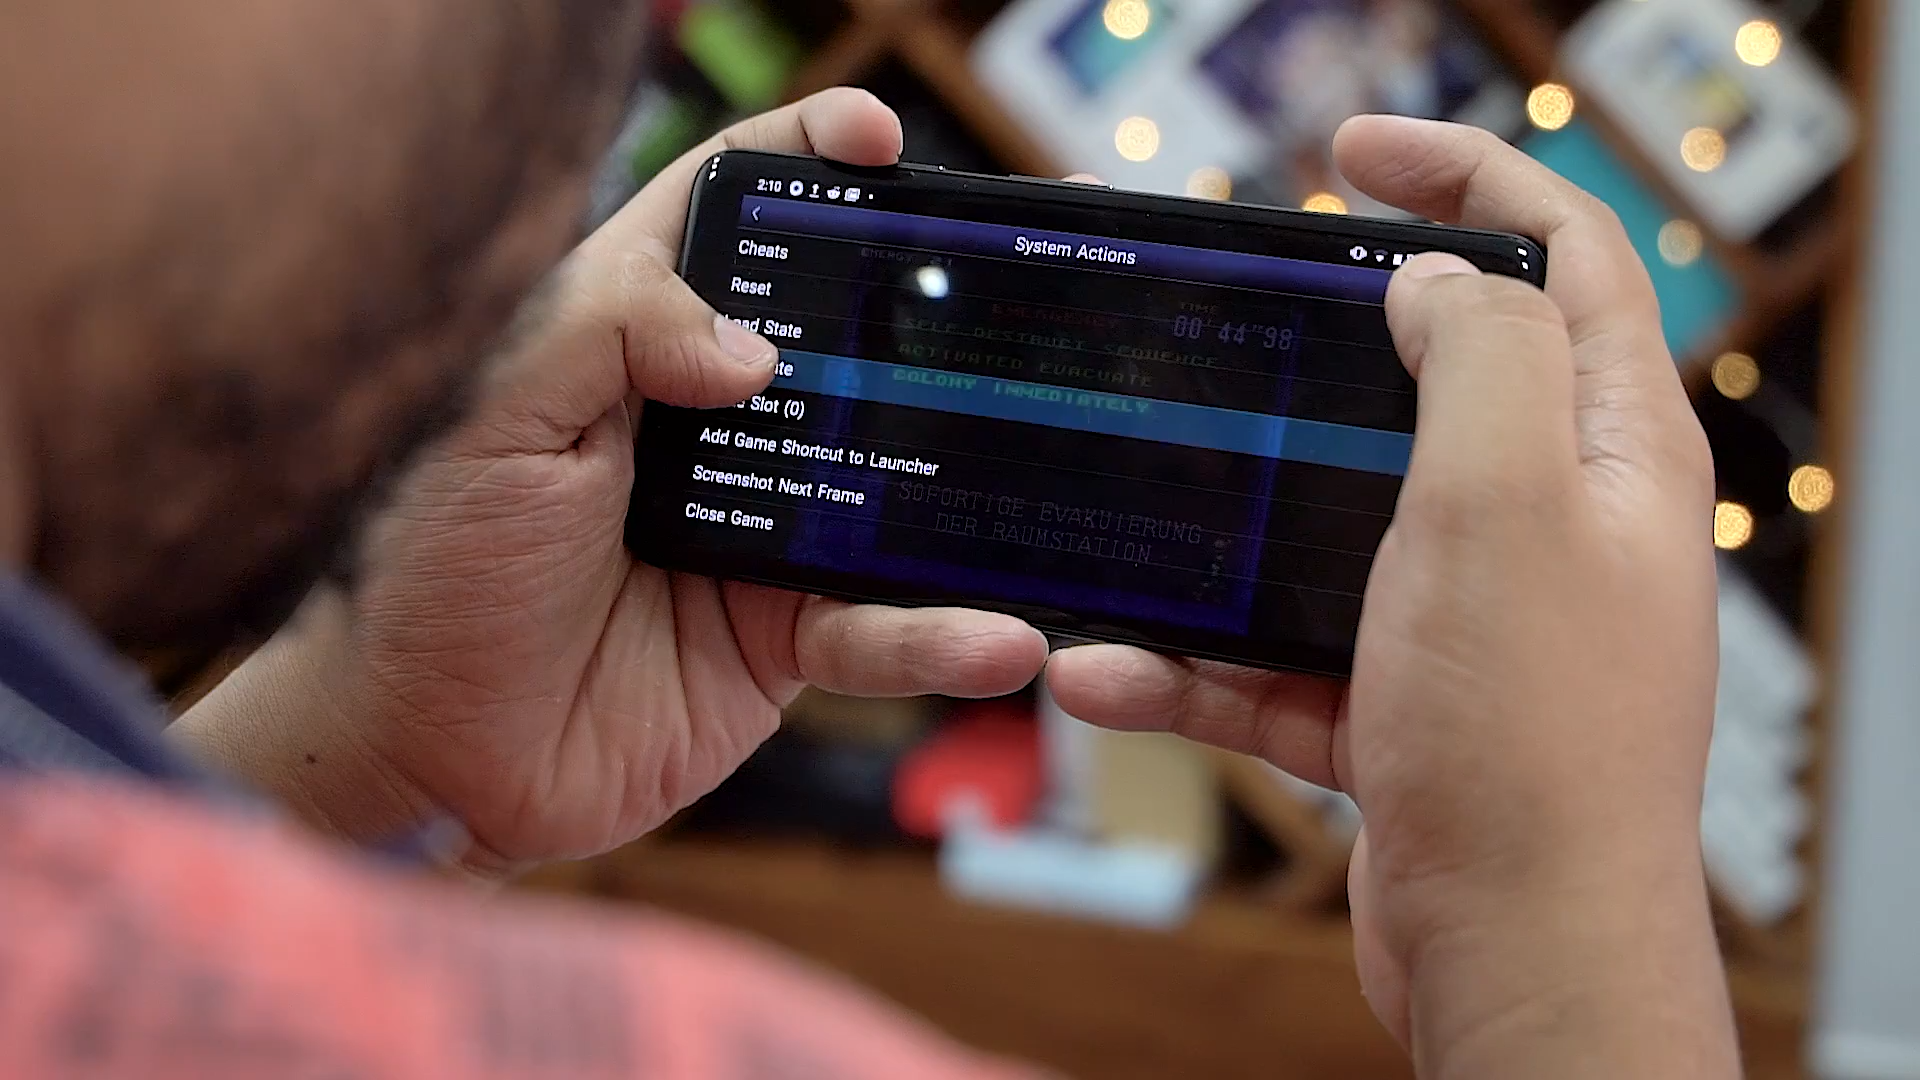 2:10
System Actions
Cheats
Reset
Load State
Slot (0)
Add Game Shortcut to Launcher
Screenshot Next Frame
Close Game
ENERGY
TIME
00'44"98
EMERGENCY
SELF DESTRUCT SEQUENCE
ACTIVATED EVACUATE
COLONY IMMEDIATELY
SOFORTIGE EVAKUIERUNG
DER RAUMSTATION